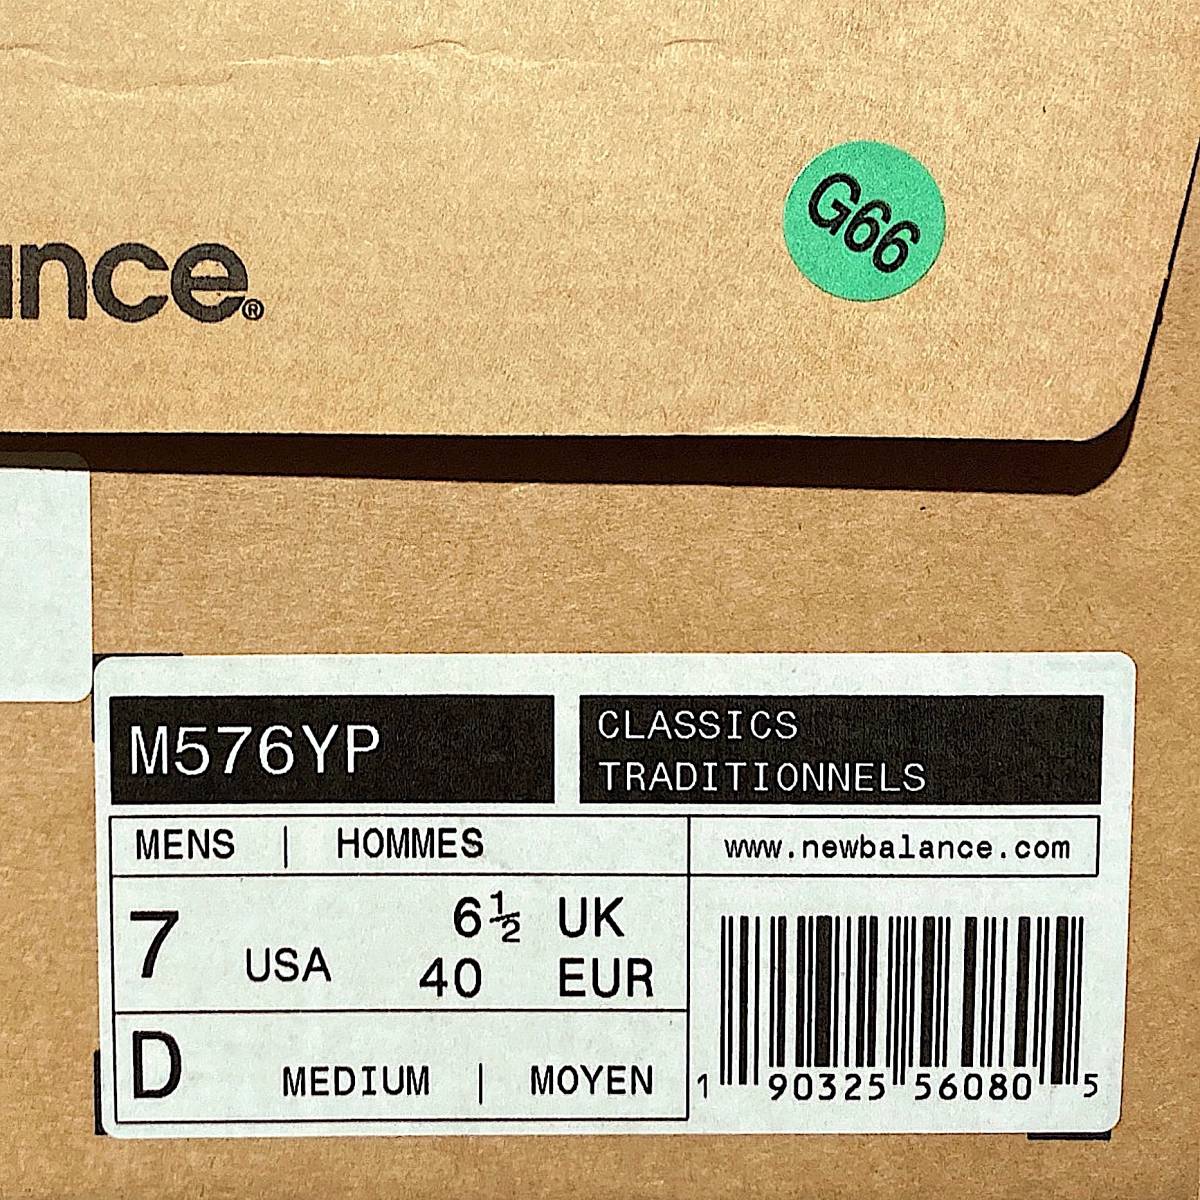 G66
ance®
M576YP
CLASSICS
TRADITIONNELS
MENS | HOMMES
www.newbalance.com
7 USA
6½ UK
40 EUR
D MEDIUM | MOYEN
1 90325 56080 5